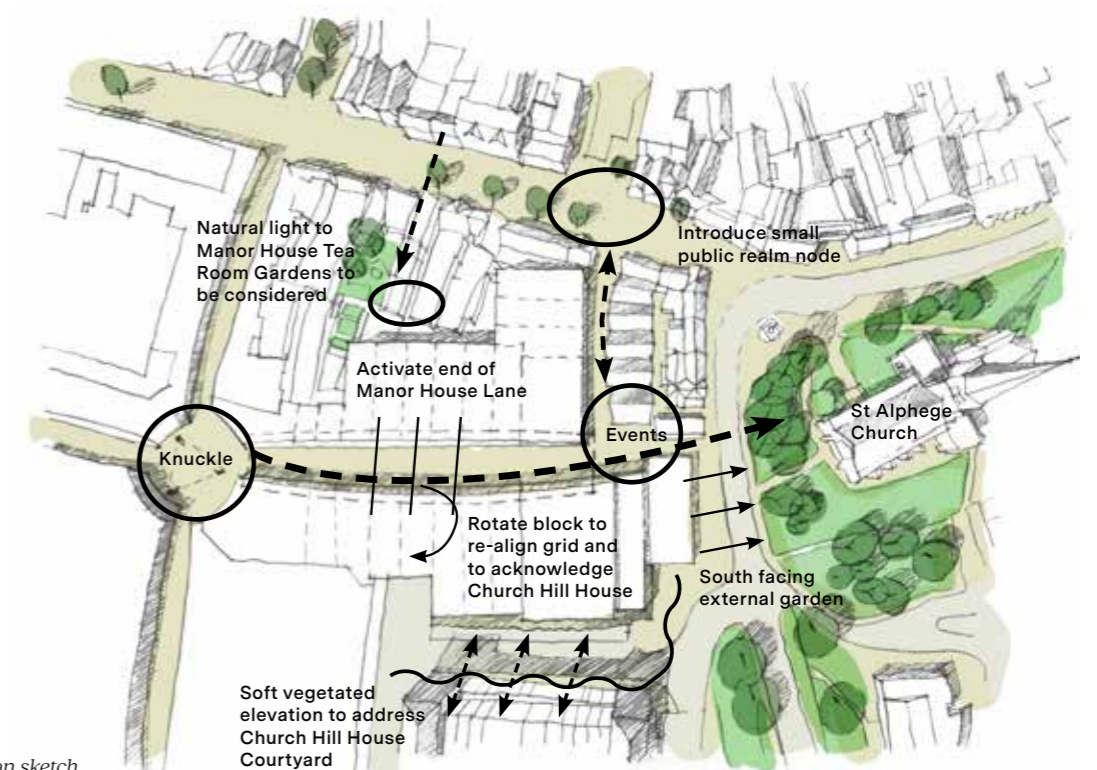 Natural light to
Manor House Tea
Room Gardens to
be considered
Introduce small
public realm node
Activate end of
Manor House Lane
St Alphege
Church
Events
Knuckle
Rotate block to
re-align grid and
to acknowledge
Church Hill House
South facing
external garden
Soft vegetated
elevation to address
Church Hill House
Courtyard
sketch